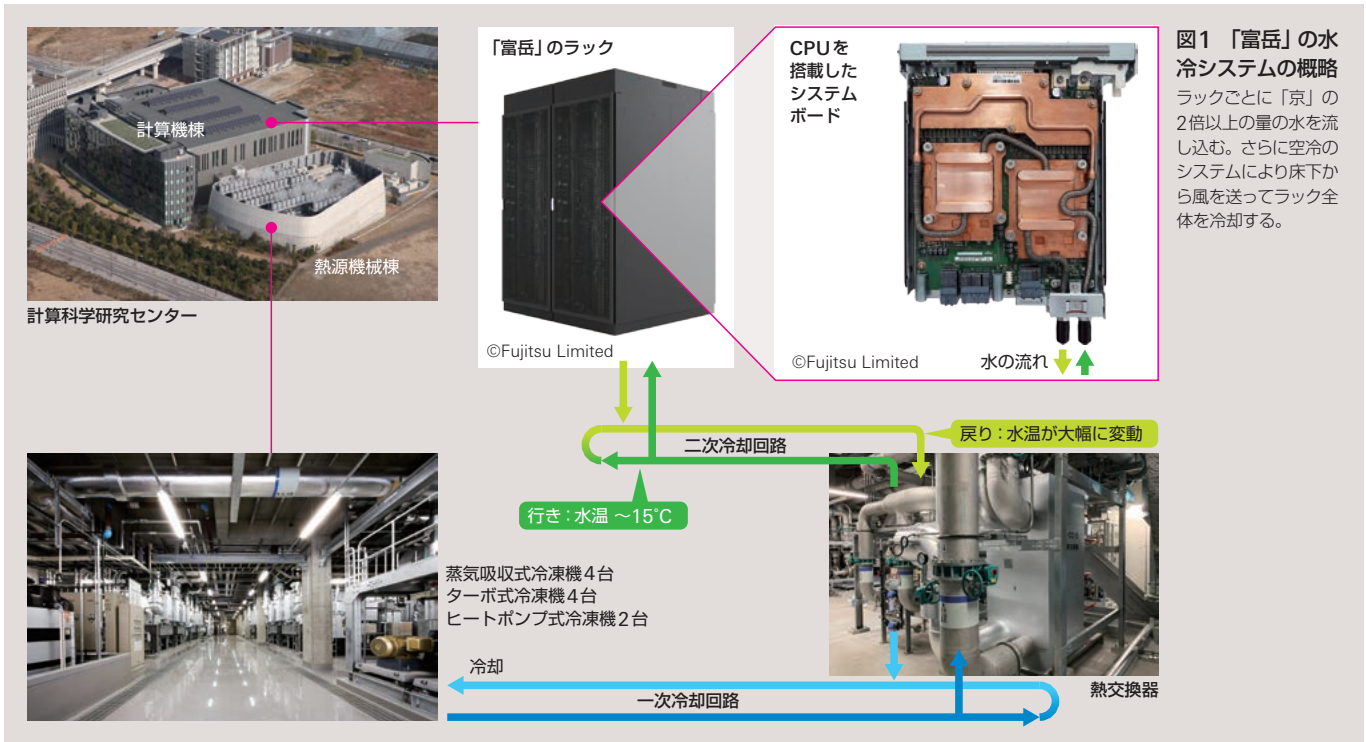 計算機棟
熱源機械棟
計算科学研究センター
「富岳」のラック
©Fujitsu Limited
CPUを
搭載した
システム
ボード
©Fujitsu Limited
水の流れ
図1 「富岳」の水
冷システムの概略
ラックごとに「京」の
2倍以上の量の水を流
し込む。さらに空冷の
システムにより床下か
ら風を送ってラック全
体を冷却する。
戻り：水温が大幅に変動
二次冷却回路
行き：水温 ～15℃
蒸気吸収式冷凍機4台
ターボ式冷凍機4台
ヒートポンプ式冷凍機2台
冷却
一次冷却回路
熱交換器